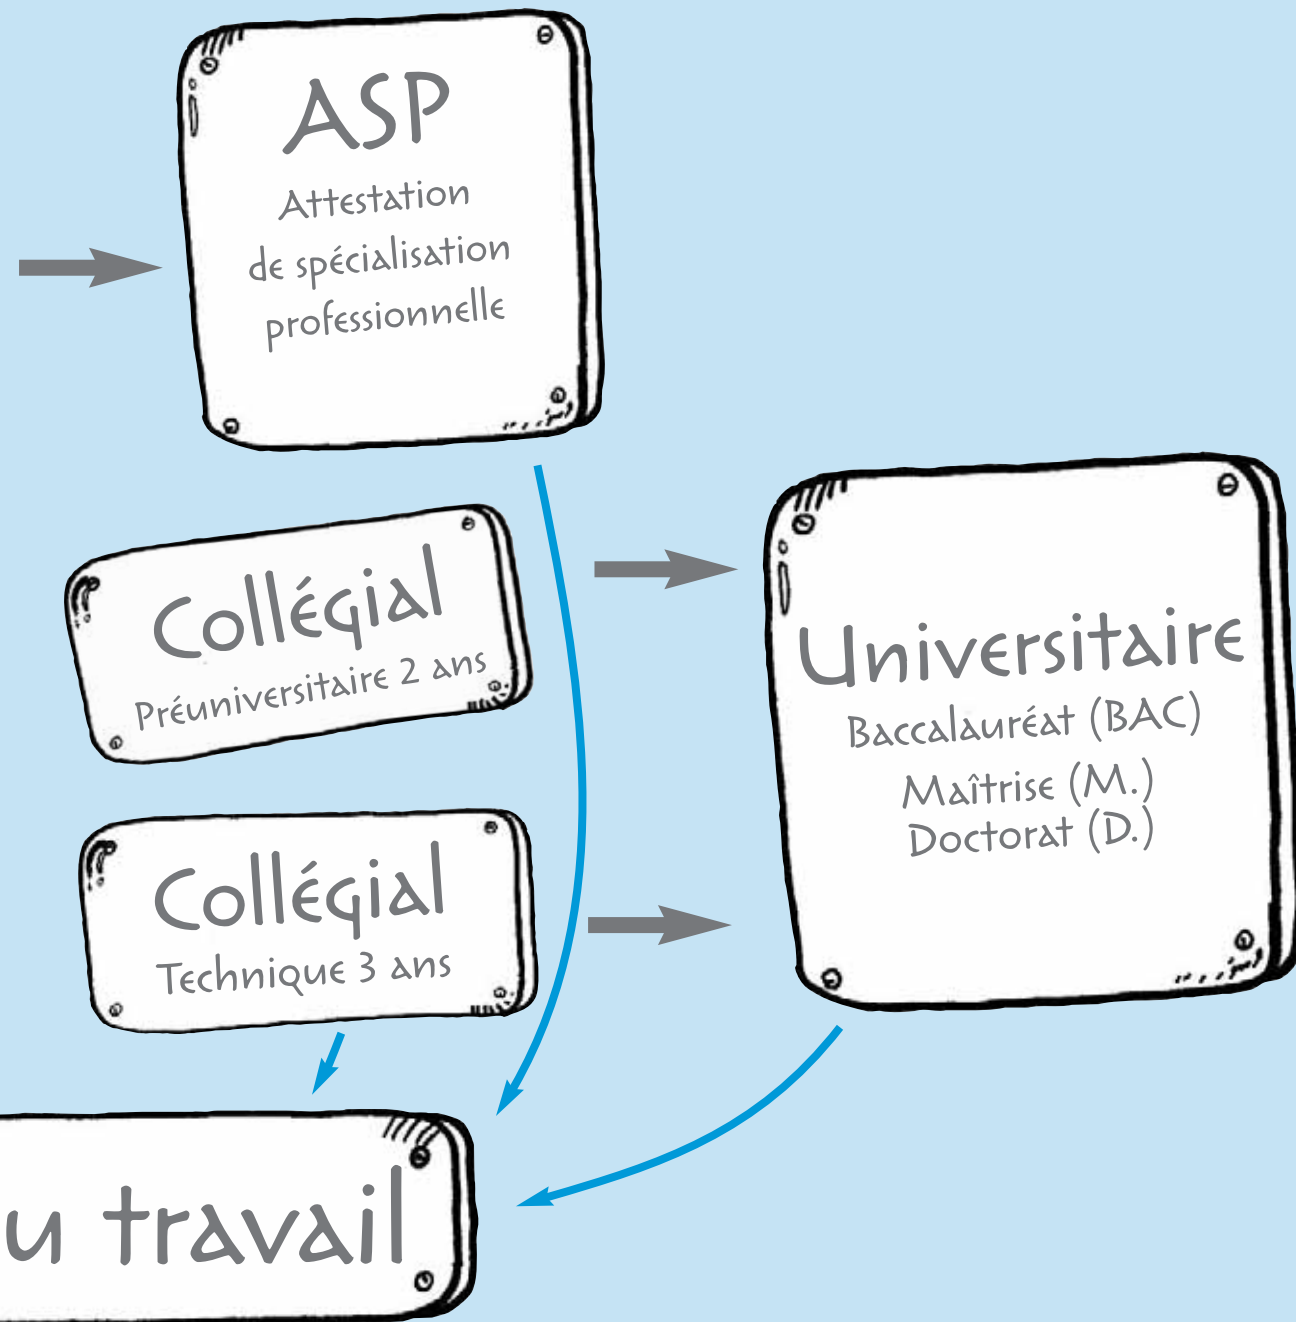 ASP
Attestation
de spécialisation
professionnelle
Collégial
Préuniversitaire 2 ans
Collégial
Technique 3 ans
Universitaire
Baccalauréat (BAC)
Maîtrise (M.)
Doctorat (D.)
u travail